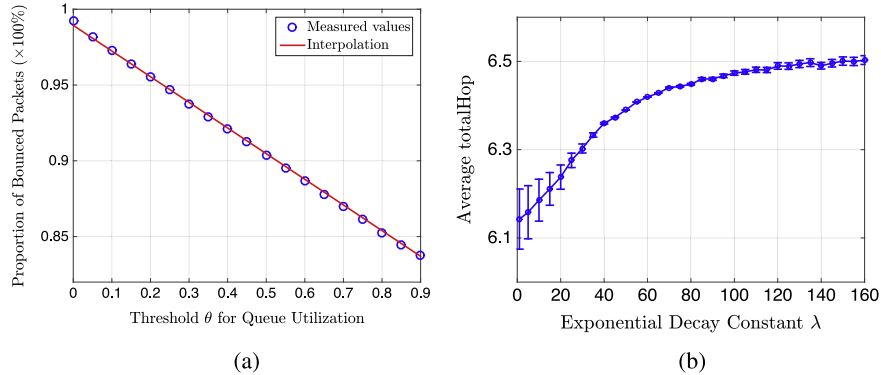 Proportion of Bounced Packets (×100%)
1
0.95
0.9
0.85
0 0.1 0.2 0.3 0.4 0.5 0.6 0.7 0.8 0.9
Threshold θ for Queue Utilization
Measured values
Interpolation
(a)
Average totalHop
6.5
6.3
6.1
0 20 40 60 80 100 120 140 160
Exponential Decay Constant λ
(b)